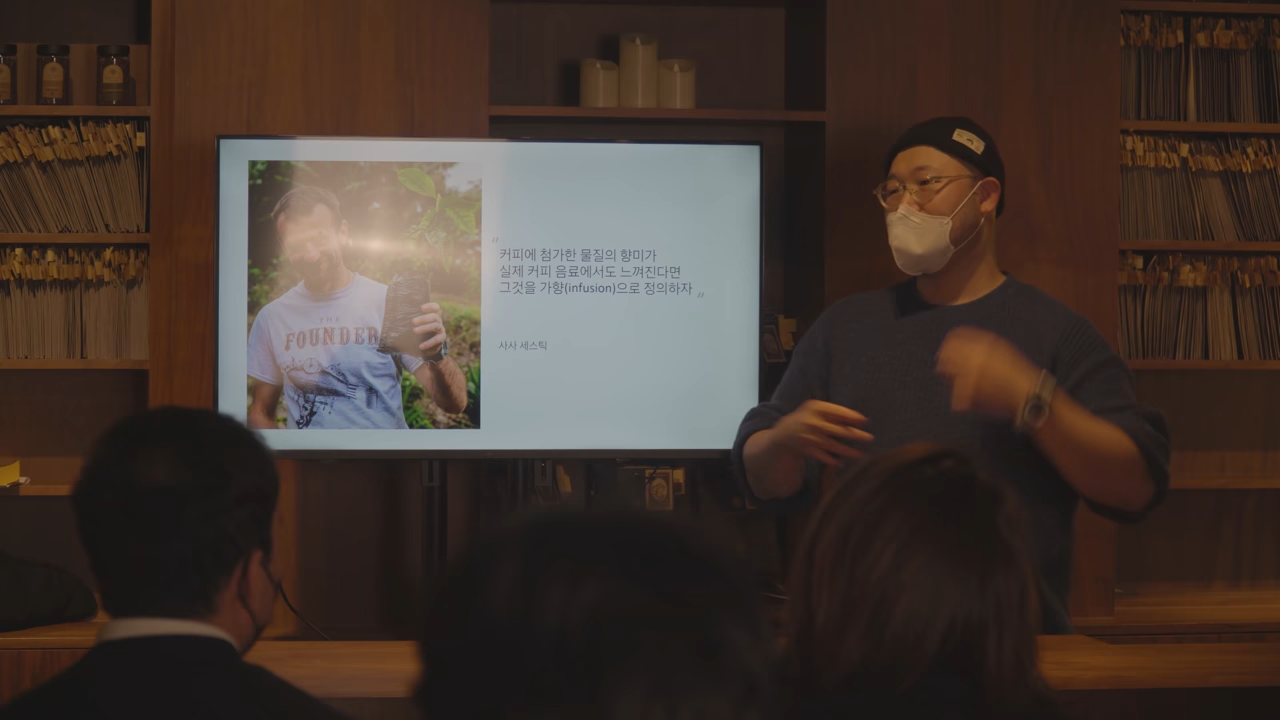 "
커피에 첨가한 물질의 향미가
실제 커피 음료에서도 느껴진다면
그것을 가향(infusion)으로 정의하자 "
사사 세스틱
THE
FOUNDER